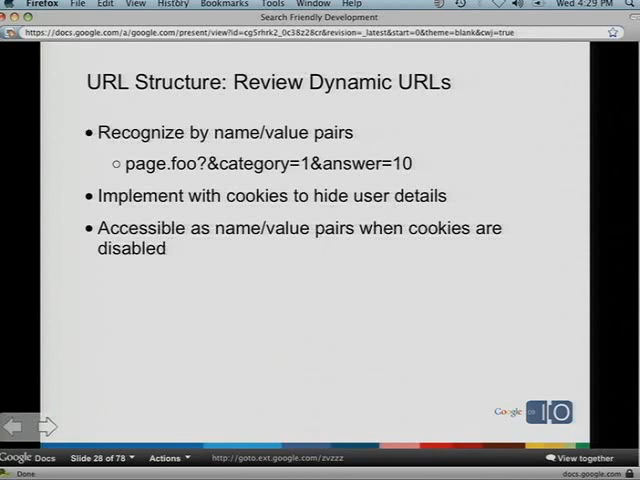 Firefox File Edit View History Bookmarks Tools Window Help Wed 4:29 PM
Search Friendly Development
https://docs.google.com/a/google.com/present/view?id=cg5rhrk2_0c38z28cr&revision=_latest&start=0&theme=blank&cwj=true
URL Structure: Review Dynamic URLs
• Recognize by name/value pairs
○ page.foo?&category=1&answer=10
• Implement with cookies to hide user details
• Accessible as name/value pairs when cookies are
disabled
Google IO
Google Docs Slide 28 of 78 Actions http://goto.ext.google.com/zvzzz View together
Done docs.google.com